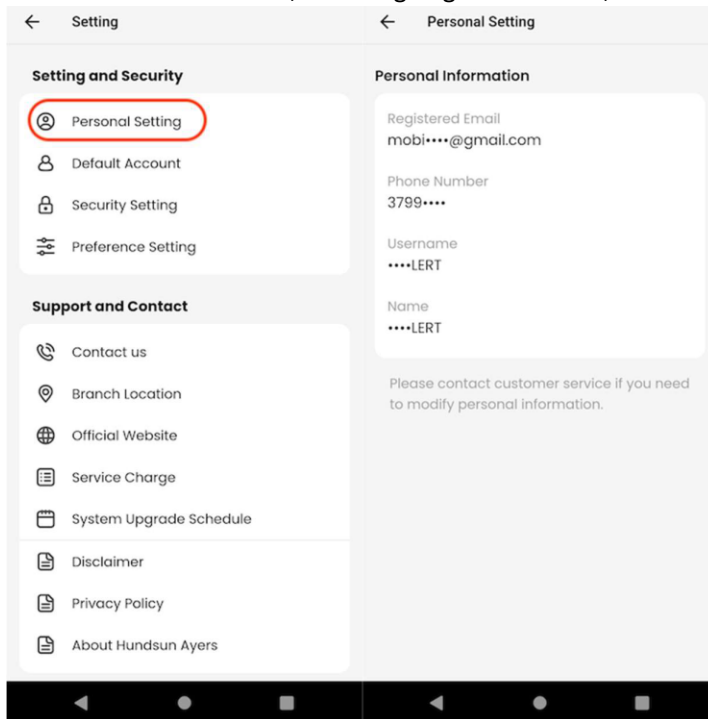 Setting
Setting and Security
Personal Setting
Default Account
Security Setting
Preference Setting
Support and Contact
Contact us
Branch Location
Official Website
Service Charge
System Upgrade Schedule
Disclaimer
Privacy Policy
About Hundsun Ayers
Personal Setting
Personal Information
Registered Email
mobi••••@gmail.com
Phone Number
3799••••
Username
••••LERT
Name
••••LERT
Please contact customer service if you need
to modify personal information.